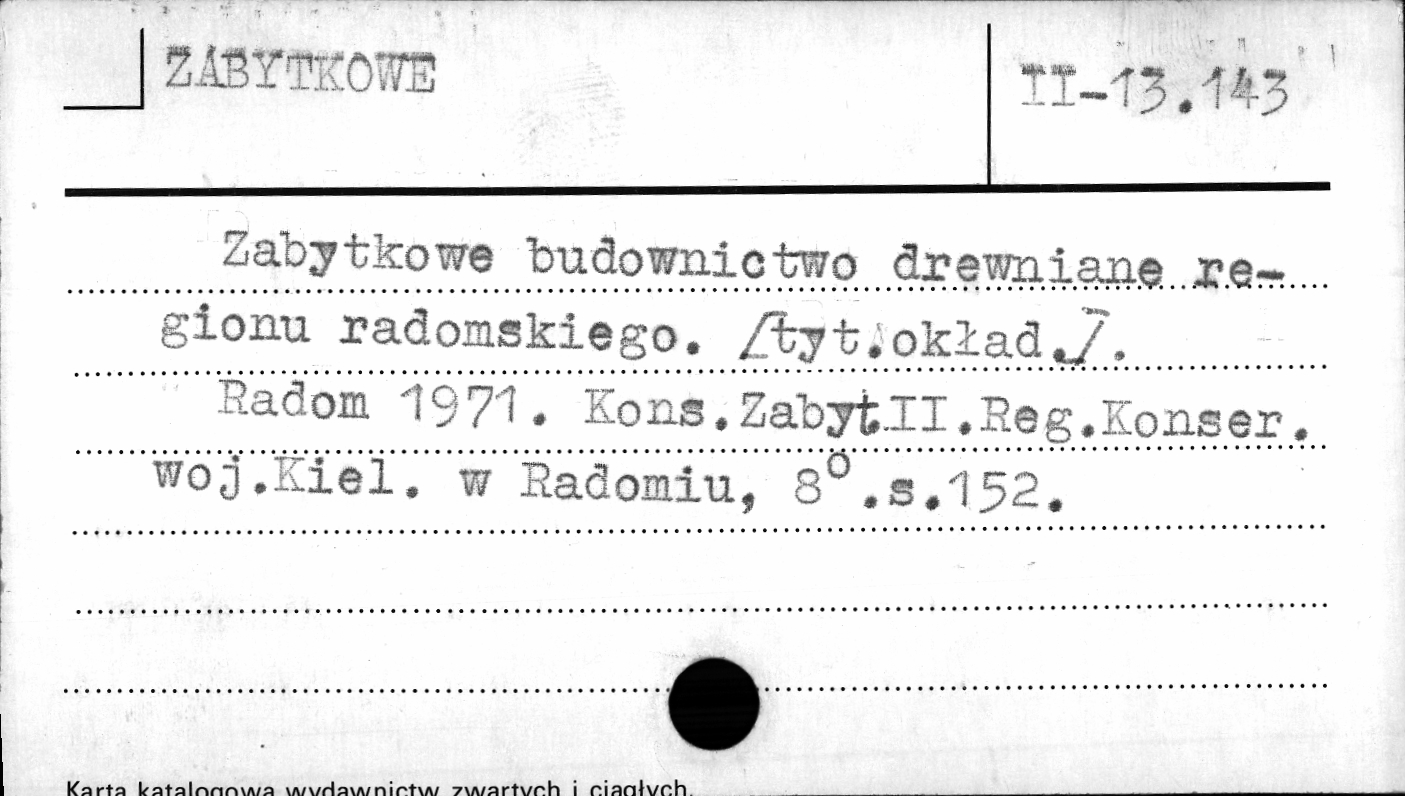 ZABYTKOWE
II-13.143
Zabytkowe budownictwo drewniane re-
gionu radomskiego. [tyt.okład.].
Radom 1971. Kons.Zabyt.II.Reg.Konser.
woj.Kiel. w Radomiu, 8°.s.152.
Karta katalogowa wydawnictw zwartych i ciągłych.